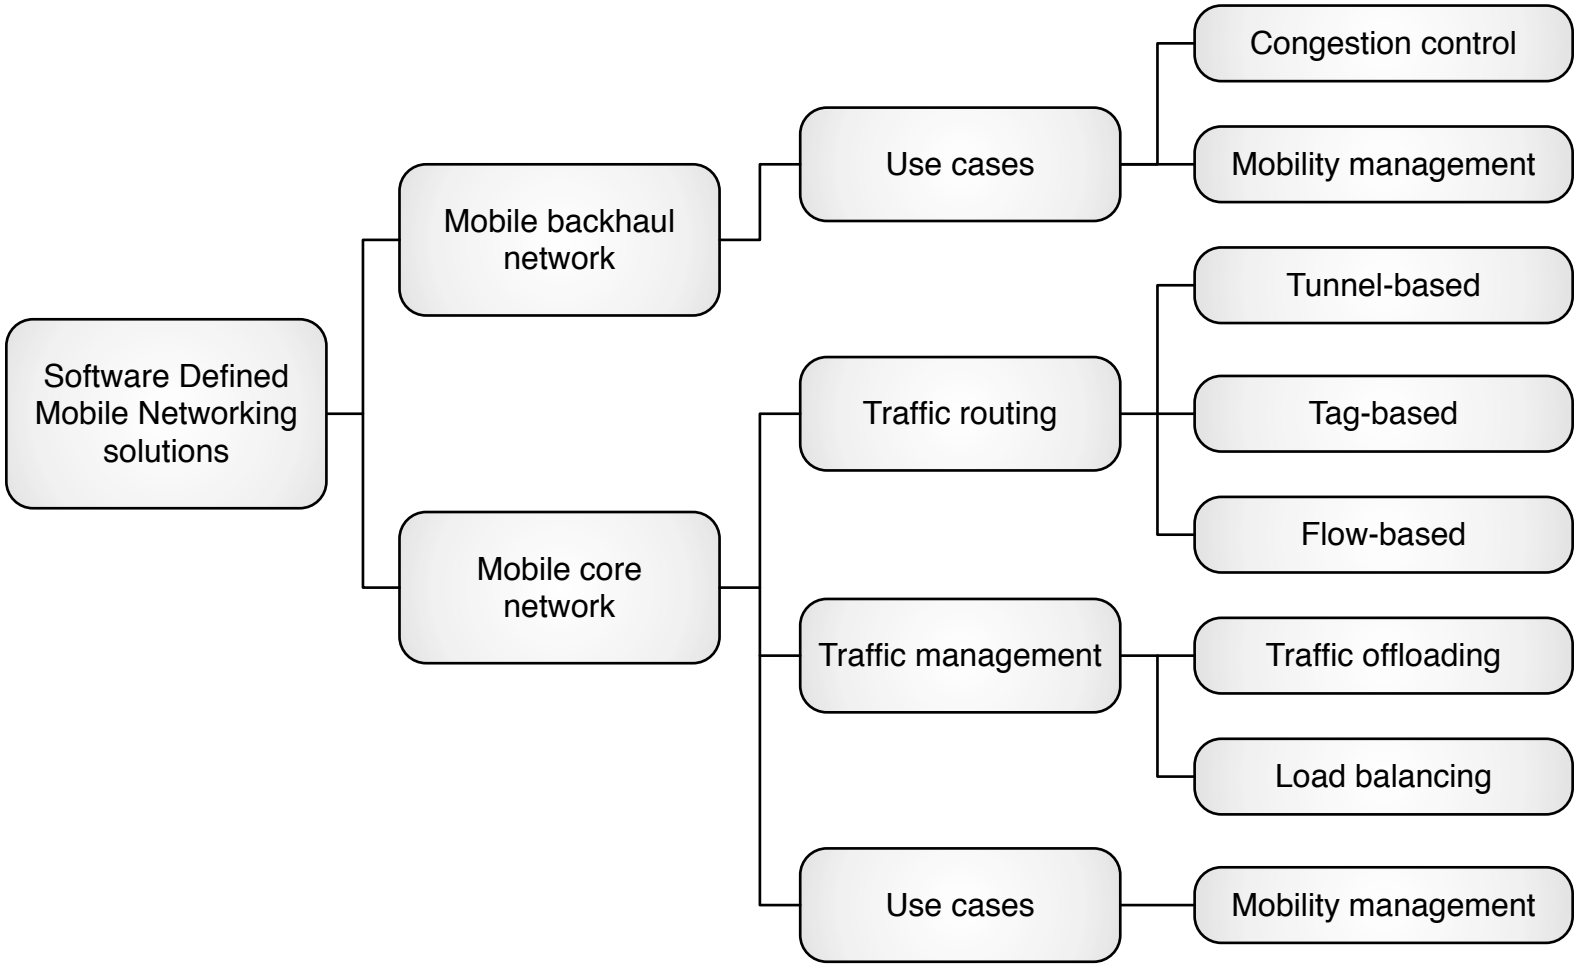 Software Defined
Mobile Networking
solutions
Mobile backhaul
network
Use cases
Congestion control
Mobility management
Mobile core
network
Traffic routing
Tunnel-based
Tag-based
Flow-based
Traffic management
Traffic offloading
Load balancing
Use cases
Mobility management